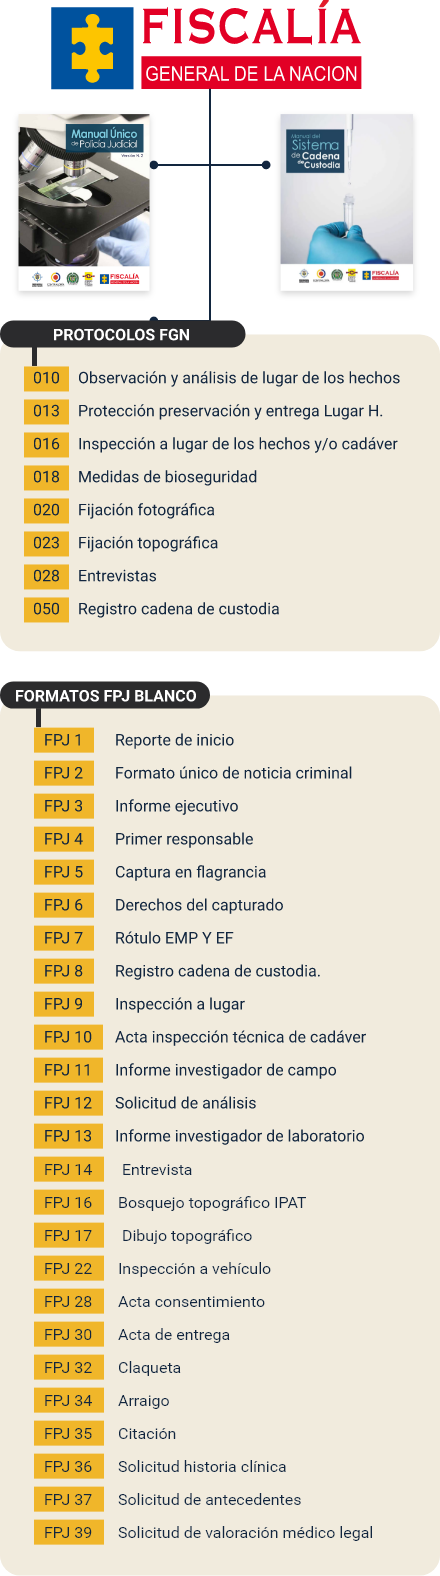 FISCALÍA
GENERAL DE LA NACION
Manual Único
de Policía Judicial
Versión N. 2
Manual del
Sistema
de Cadena
de Custodia
FISCALÍA
FISCALÍA
PROTOCOLOS FGN
010 Observación y análisis de lugar de los hechos
013 Protección preservación y entrega Lugar H.
016 Inspección a lugar de los hechos y/o cadáver
018 Medidas de bioseguridad
020 Fijación fotográfica
023 Fijación topográfica
028 Entrevistas
050 Registro cadena de custodia
FORMATOS FPJ BLANCO
FPJ 1 Reporte de inicio
FPJ 2 Formato único de noticia criminal
FPJ 3 Informe ejecutivo
FPJ 4 Primer responsable
FPJ 5 Captura en flagrancia
FPJ 6 Derechos del capturado
FPJ 7 Rótulo EMP Y EF
FPJ 8 Registro cadena de custodia.
FPJ 9 Inspección a lugar
FPJ 10 Acta inspección técnica de cadáver
FPJ 11 Informe investigador de campo
FPJ 12 Solicitud de análisis
FPJ 13 Informe investigador de laboratorio
FPJ 14 Entrevista
FPJ 16 Bosquejo topográfico IPAT
FPJ 17 Dibujo topográfico
FPJ 22 Inspección a vehículo
FPJ 28 Acta consentimiento
FPJ 30 Acta de entrega
FPJ 32 Claqueta
FPJ 34 Arraigo
FPJ 35 Citación
FPJ 36 Solicitud historia clínica
FPJ 37 Solicitud de antecedentes
FPJ 39 Solicitud de valoración médico legal